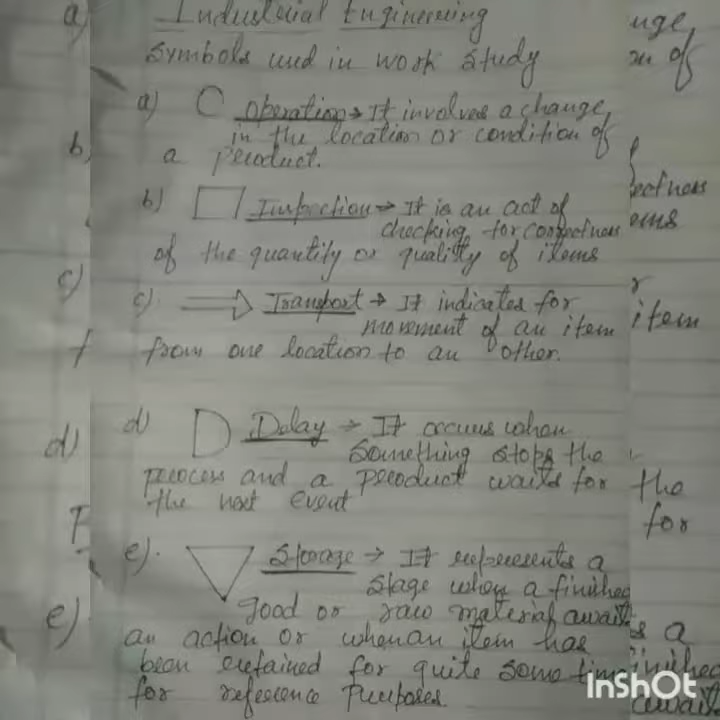 Industrial Engineering
Symbols used in work study
a) Operation → It involves a change
in the location or condition of
a product.
b) Inspection → It is an act of
checking for correctness
of the quantity or quality of items
c) Transport → It indicates for
movement of an item
from one location to an other.
d) Delay → It occurs when
something stops the
process and a product waits for
the next event
e). Storage → It represents a
stage when a finished
good or raw material await
an action or when an item has
been retained for quite some time
for reference purposes.
InShOt